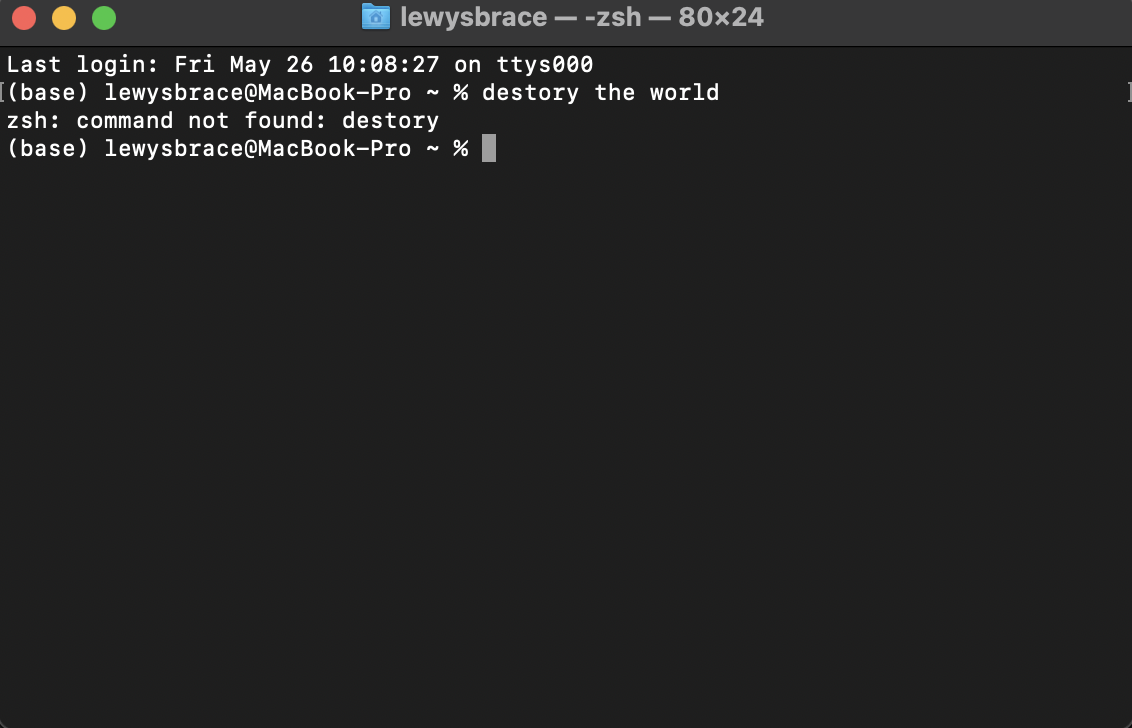 lewysbrace — -zsh — 80×24
Last login: Fri May 26 10:08:27 on ttys000
[(base) lewysbrace@MacBook-Pro ~ % destory the world ]
zsh: command not found: destory
(base) lewysbrace@MacBook-Pro ~ %